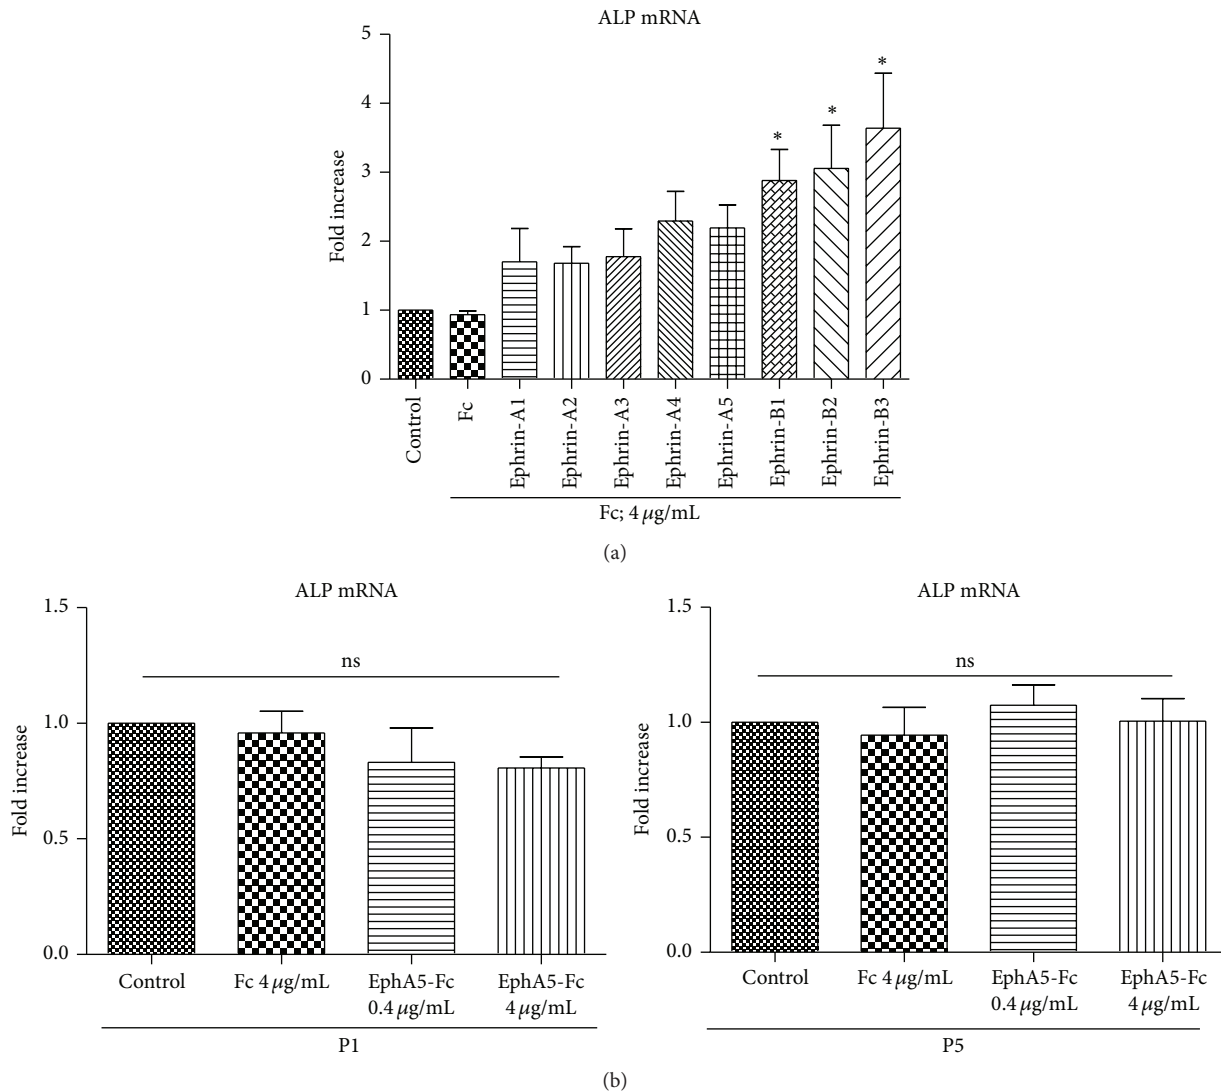 ALP mRNA
5
4
3
2
1
0
Fold increase
*
*
*
Control
Fc
Ephrin-A1
Ephrin-A2
Ephrin-A3
Ephrin-A4
Ephrin-A5
Ephrin-B1
Ephrin-B2
Ephrin-B3
Fc; 4 μg/mL
(a)
ALP mRNA
1.5
1.0
0.5
0.0
Fold increase
ns
Control
Fc 4 μg/mL
EphA5-Fc
0.4 μg/mL
EphA5-Fc
4 μg/mL
P1
ALP mRNA
1.5
1.0
0.5
0.0
Fold increase
ns
Control
Fc 4 μg/mL
EphA5-Fc
0.4 μg/mL
EphA5-Fc
4 μg/mL
P5
(b)